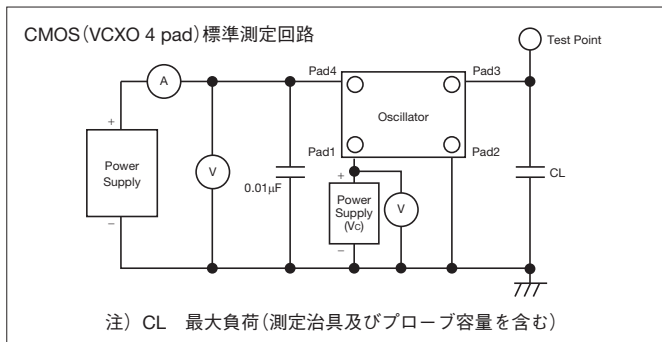 CMOS(VCXO 4 pad)標準測定回路
Test Point
A
Pad4
Pad3
Oscillator
+
Power
Supply
−
V
0.01μF
Pad1
Pad2
+
Power
Supply
(Vc)
−
V
CL
注) CL 最大負荷(測定治具及びプローブ容量を含む)